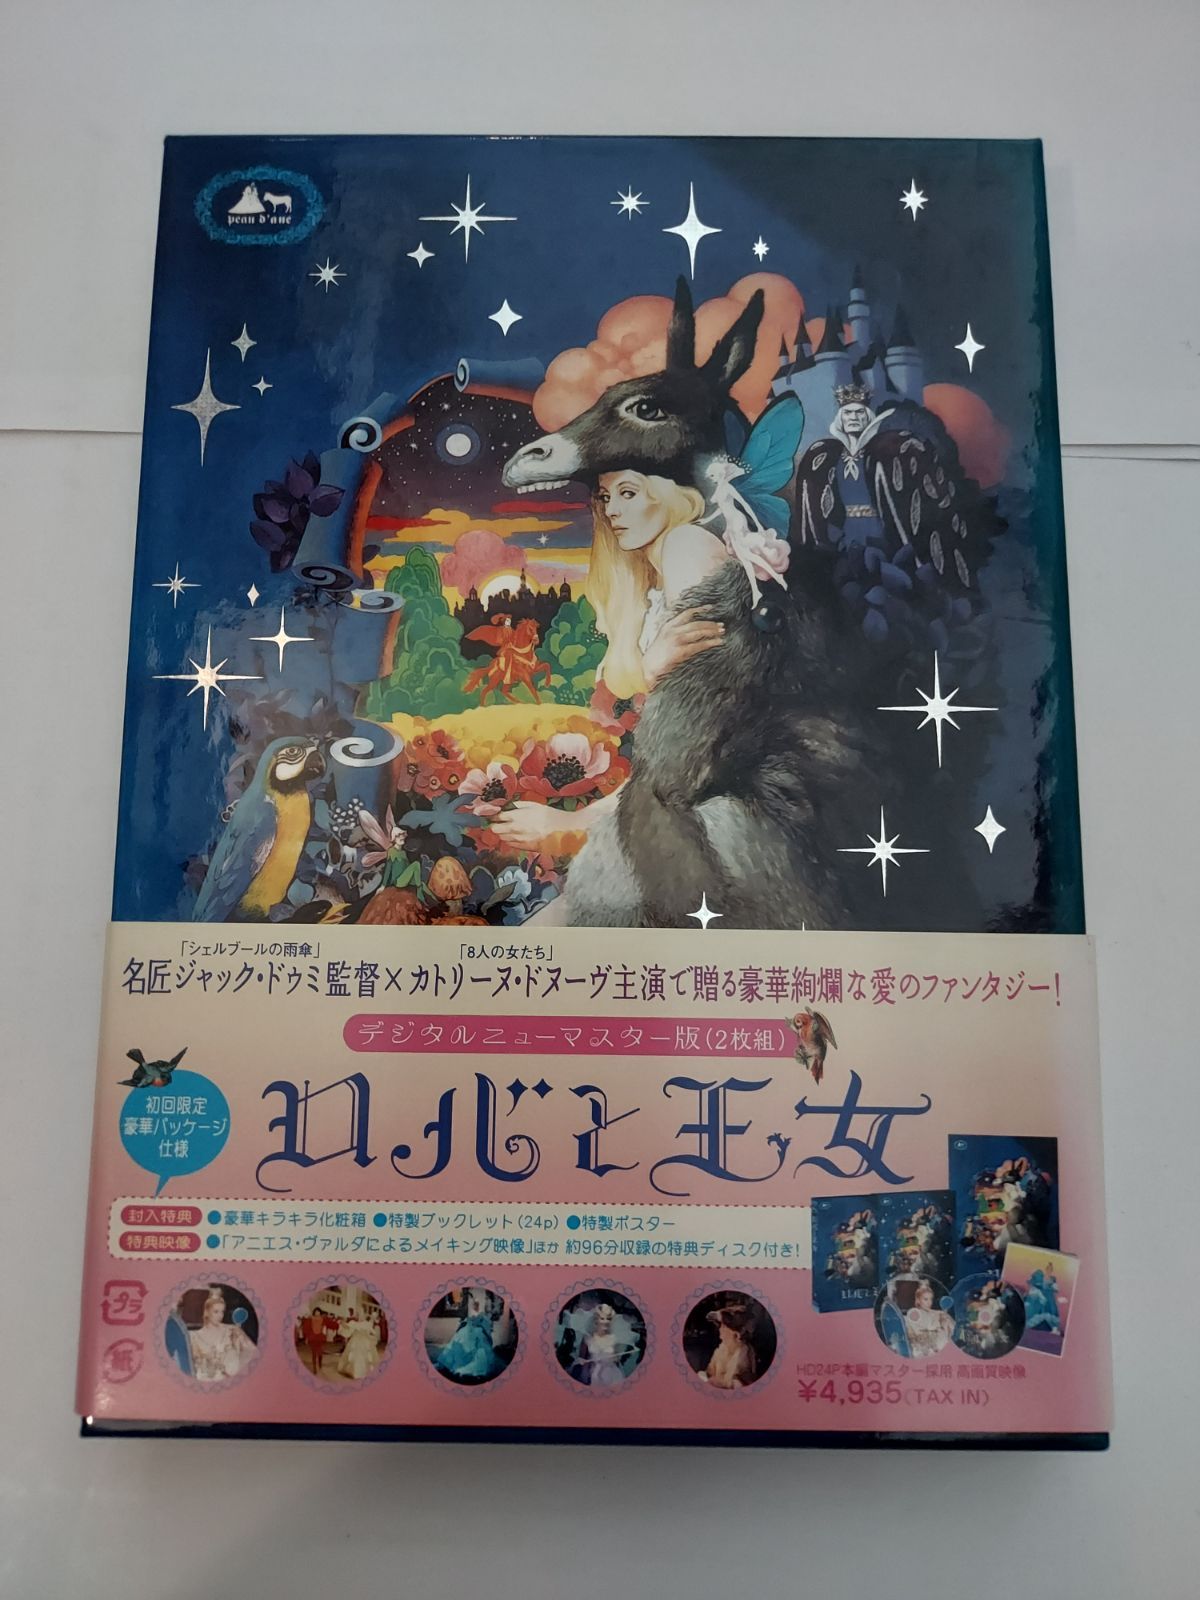 peau d'ane
「シェルブールの雨傘」
「8人の女たち」
名匠ジャック・ドゥミ監督×カトリーヌ・ドヌーヴ主演で贈る豪華絢爛な愛のファンタジー!
デジタルニューマスター版(2枚組)
初回限定
豪華パッケージ
仕様
ロバと王女
封入特典 ●豪華キラキラ化粧箱 ●特製ブックレット(24p) ●特製ポスター
特典映像 ●「アニエス・ヴァルダによるメイキング映像」ほか 約96分収録の特典ディスク付き!
プラ
紙
HD24P本編マスター採用 高画質映像
¥4,935(TAX IN)